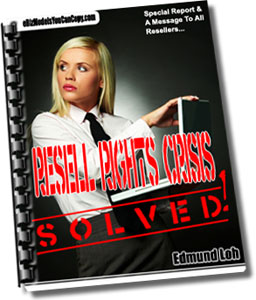 eBizModelsYouCanCopy.com
Special Report &
A Message To All
Resellers...
RESELL RIGHTS CRISIS
SOLVED!
Edmund Loh